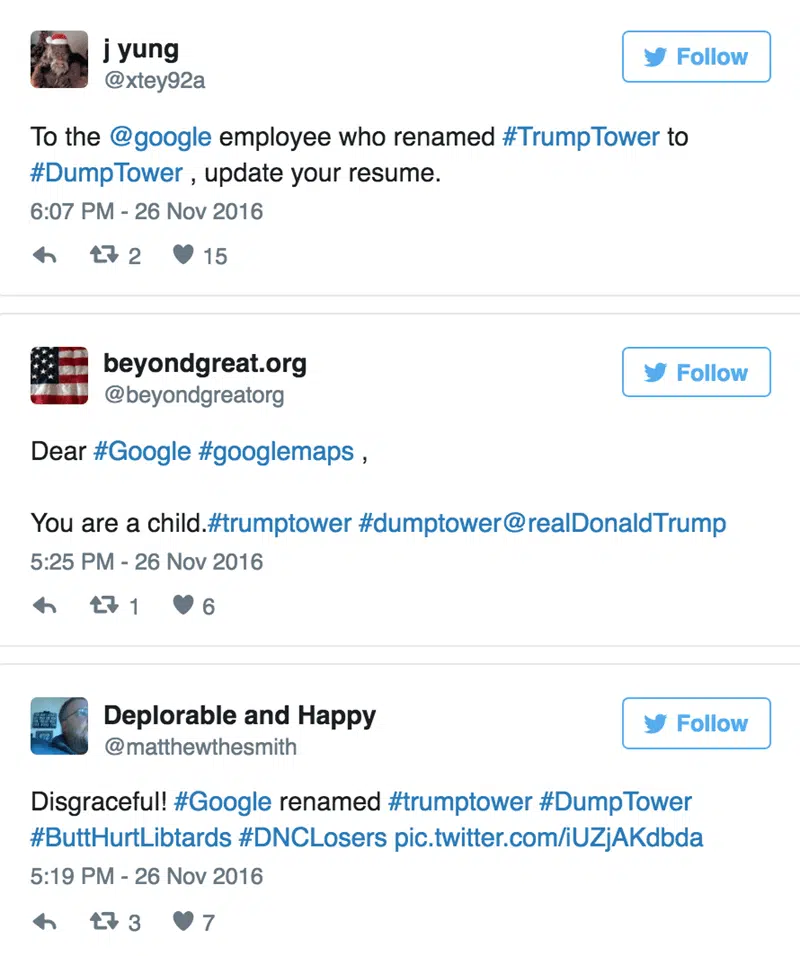 j yung
Follow
@xtey92a
To the @google employee who renamed #TrumpTower to
#DumpTower , update your resume.
6:07 PM - 26 Nov 2016
2 15
beyondgreat.org
Follow
@beyondgreatorg
Dear #Google #googlemaps ,
You are a child.#trumptower #dumptower@realDonaldTrump
5:25 PM - 26 Nov 2016
1 6
Deplorable and Happy
Follow
@matthewthesmith
Disgraceful! #Google renamed #trumptower #DumpTower
#ButtHurtLibtards #DNCLosers pic.twitter.com/iUZjAKdbda
5:19 PM - 26 Nov 2016
3 7